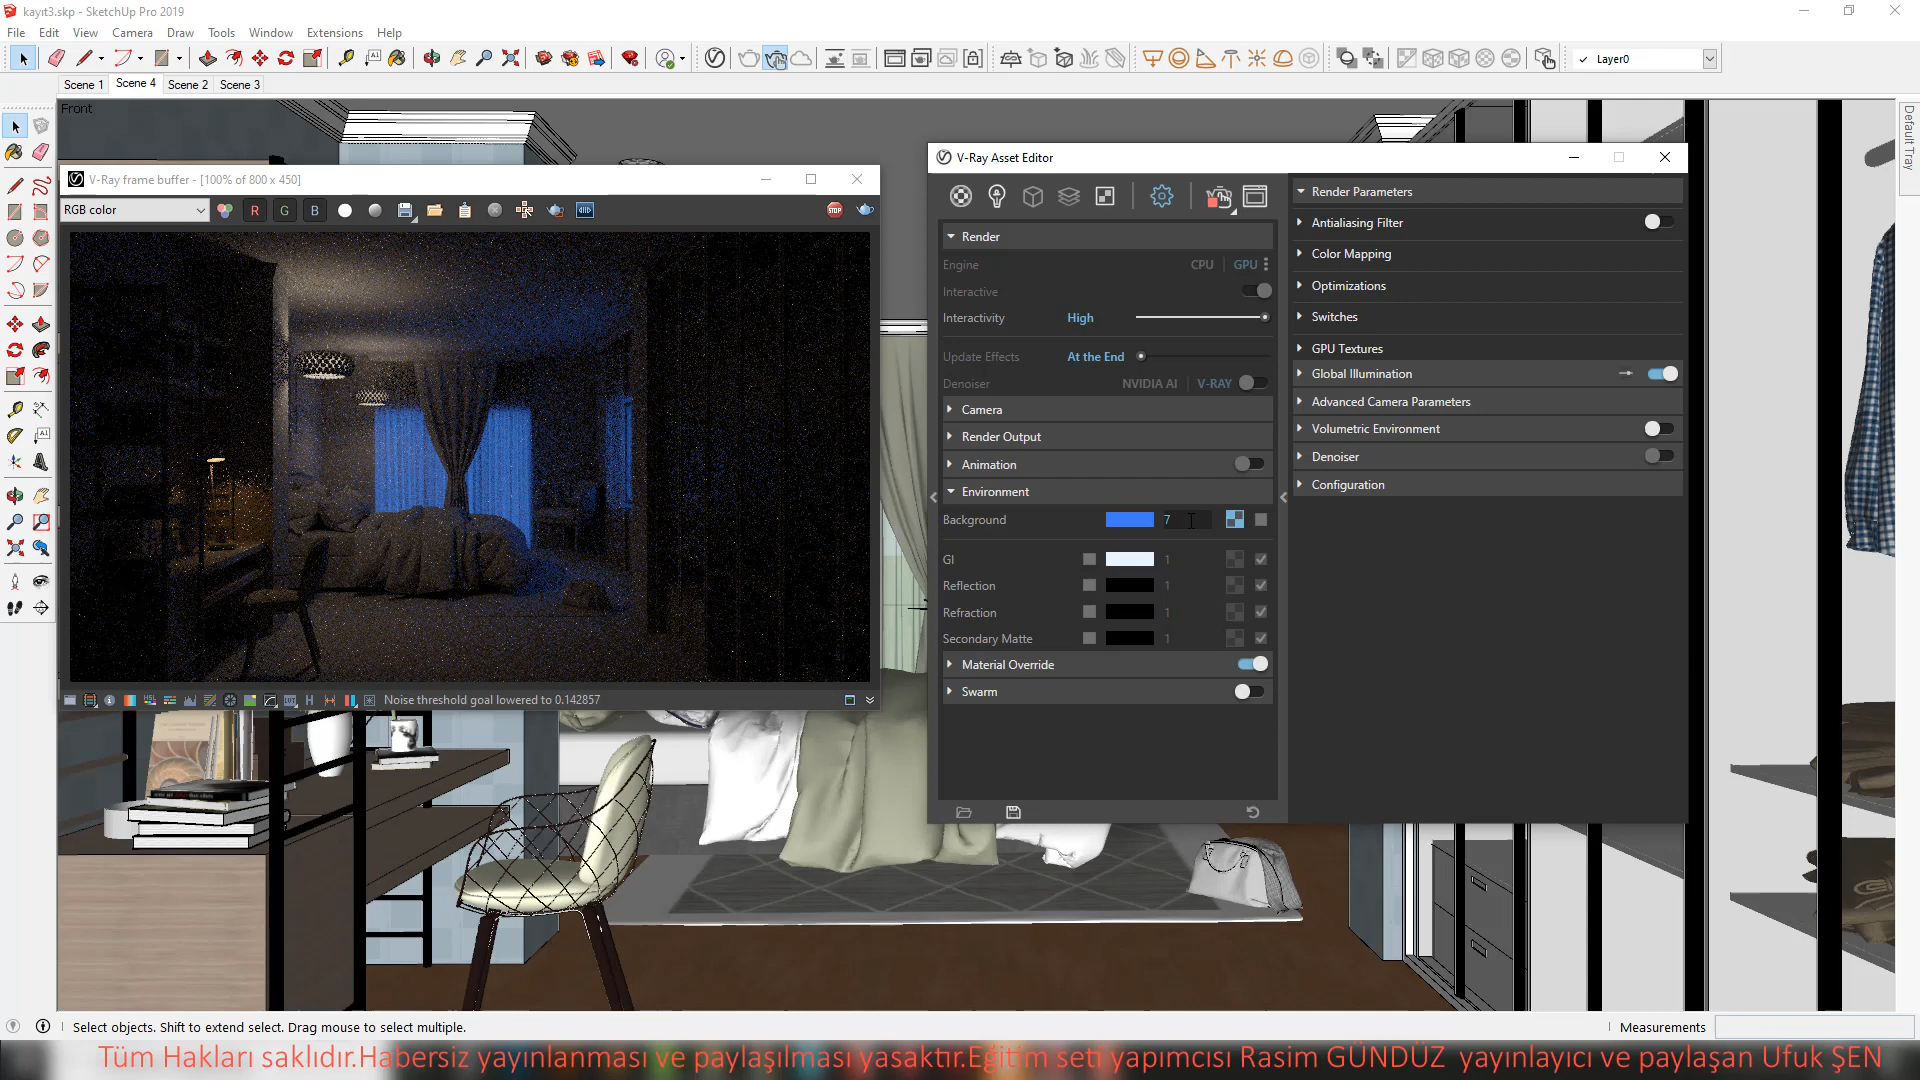 kayıt3.skp - SketchUp Pro 2019
File Edit View Camera Draw Tools Window Extensions Help
Layer0
Scene 1 Scene 4 Scene 2 Scene 3
Front
Default Tray
V-Ray frame buffer - [100% of 800 x 450]
RGB color
R G B
STOP
HSL
H
Noise threshold goal lowered to 0.142857
V-Ray Asset Editor
Render
Engine CPU | GPU
Interactive
Interactivity High
Update Effects At the End
Denoiser NVIDIA AI | V-RAY
Camera
Render Output
Animation
Environment
Background 7
GI 1
Reflection 1
Refraction 1
Secondary Matte 1
Material Override
Swarm
Render Parameters
Antialiasing Filter
Color Mapping
Optimizations
Switches
GPU Textures
Global Illumination
Advanced Camera Parameters
Volumetric Environment
Denoiser
Configuration
Select objects. Shift to extend select. Drag mouse to select multiple.
Measurements
Tüm Hakları saklıdır.Habersiz yayınlanması ve paylaşılması yasaktır.Eğitim seti yapımcısı Rasim GÜNDÜZ yayınlayıcı ve paylaşan Ufuk ŞEN